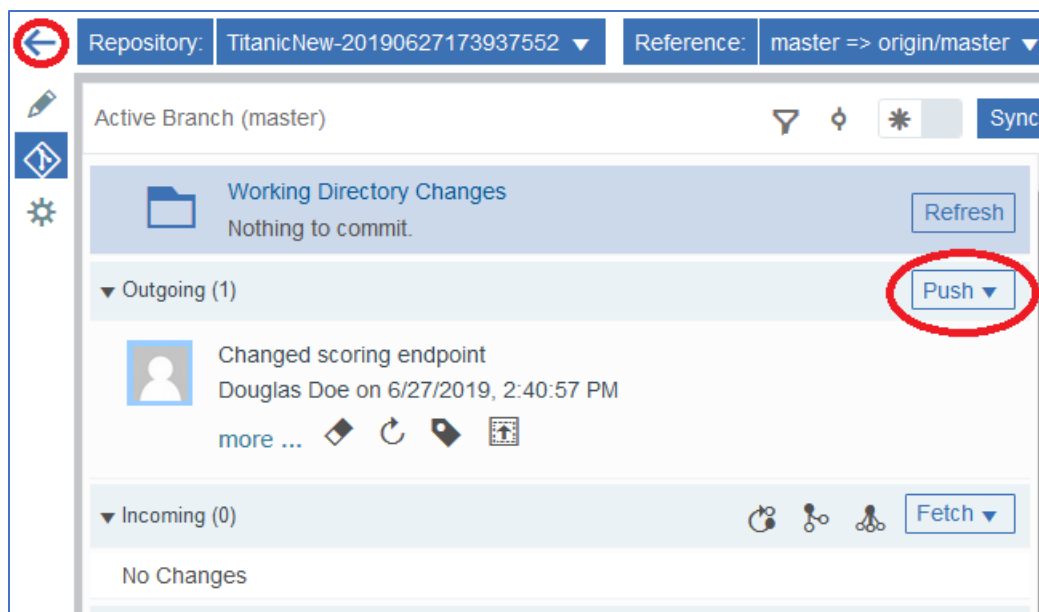 Repository: TitanicNew-20190627173937552 Reference: master => origin/master
Active Branch (master) Sync
Working Directory Changes
Nothing to commit. Refresh
Outgoing (1) Push
Changed scoring endpoint
Douglas Doe on 6/27/2019, 2:40:57 PM
more ...
Incoming (0) Fetch
No Changes